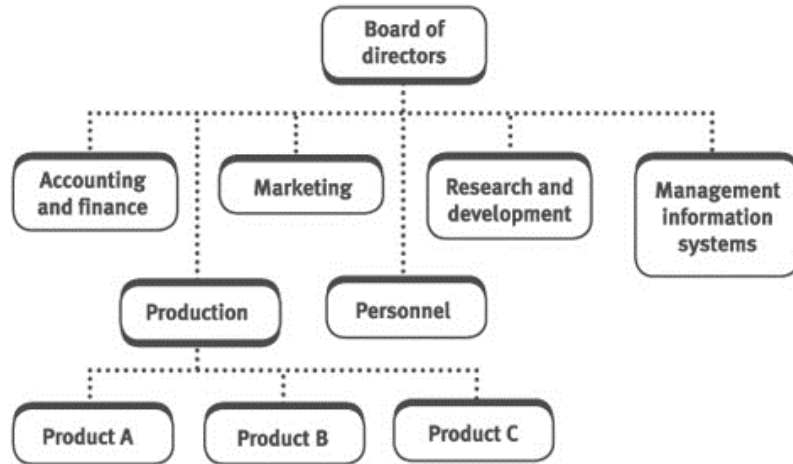 Board of
directors
Accounting
and finance
Marketing
Research and
development
Management
information
systems
Production
Personnel
Product A
Product B
Product C